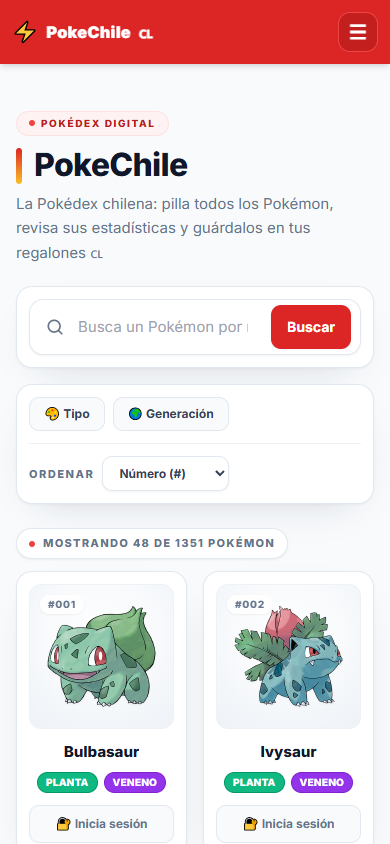 PokeChile CL
POKÉDEX DIGITAL
PokeChile
La Pokédex chilena: pilla todos los Pokémon,
revisa sus estadísticas y guárdalos en tus
regalones CL
Busca un Pokémon por
Buscar
Tipo
Generación
ORDENAR
Número (#)
MOSTRANDO 48 DE 1351 POKÉMON
#001
#002
Bulbasaur
Ivysaur
PLANTA
VENENO
PLANTA
VENENO
Inicia sesión
Inicia sesión